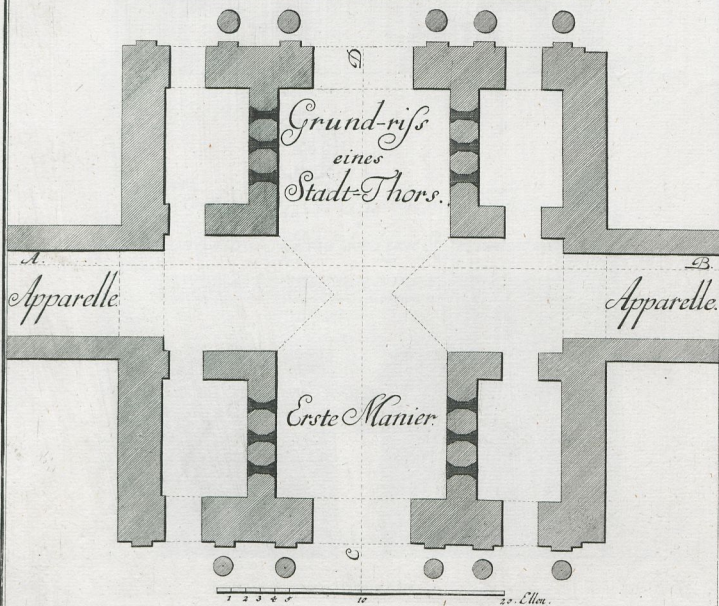 D
Grund-riſs
eines
Stadt-Thors.
A.
B.
Apparelle
Apparelle.
Erste Manier.
C
1 2 3 4 5 10 20. Ellen.